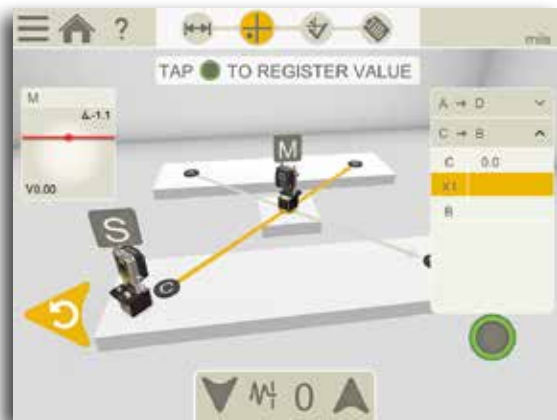 ?
mils
TAP TO REGISTER VALUE
M
∆-1.1
V0.00
A → D
C → B
C 0.0
X1
B
M
A
S
C
0